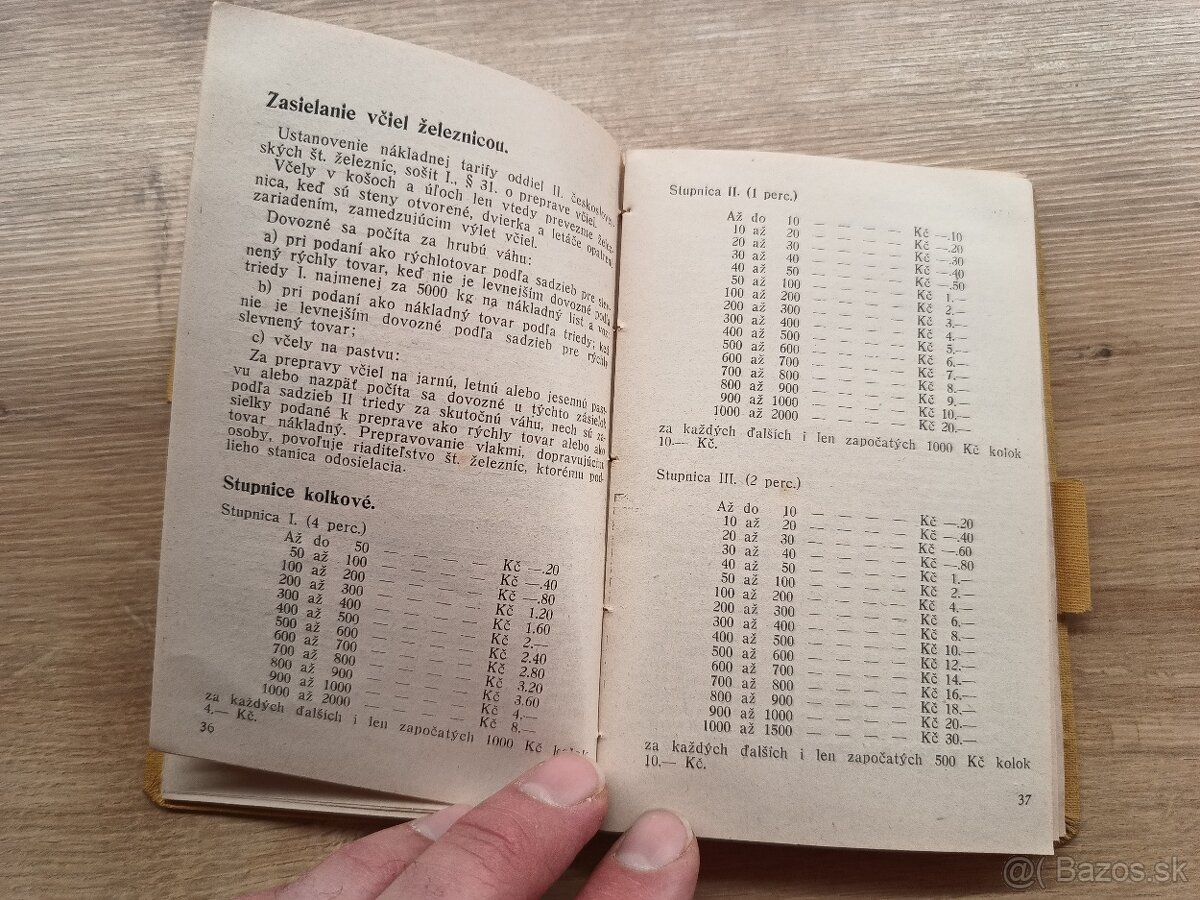 Zasielanie včiel železnicou.
Ustanovenie nákladnej tarify oddiel II. českosloven-
ských št. železníc, sošit I., § 31. o preprave včiel.
Včely v košoch a úľoch len vtedy prevezme želez-
nica, keď sú steny otvorené, dvierka a letáče opatrené
zariadením, zamedzujúcim výlet včiel.
Dovozné sa počíta za hrubú váhu:
a) pri podaní ako rýchlotovar podľa sadzieb pre slev-
nený rýchly tovar, keď nie je levnejším dovozné podľa
triedy I. najmenej za 5000 kg na nákladný list a voz;
b) pri podaní ako nákladný tovar podľa triedy; keď
nie je levnejším dovozné podľa sadzieb pre rýchly
slevnený tovar;
c) včely na pastvu:
Za prepravy včiel na jarnú, letnú alebo jesennú past-
vu alebo nazpäť počíta sa dovozné u týchto zásielok
podľa sadzieb II triedy za skutočnú váhu, nech sú zá-
sielky podané k preprave ako rýchly tovar alebo ako
tovar nákladný. Prepravovanie vlakmi, dopravujúcimi
osoby, povoľuje riaditeľstvo št. železníc, ktorému pod-
lieho stanica odosielacia.
Stupnice kolkové.
Stupnica I. (4 perc.)
Až do 50 — — — — — Kč —.20
50 až 100 — — — — — Kč —.40
100 až 200 — — — — — Kč —.80
200 až 300 — — — — — Kč 1.20
300 až 400 — — — — — Kč 1.60
400 až 500 — — — — — Kč 2.—
500 až 600 — — — — — Kč 2.40
600 až 700 — — — — — Kč 2.80
700 až 800 — — — — — Kč 3.20
800 až 900 — — — — — Kč 3.60
900 až 1000 — — — — — Kč 4.—
1000 až 2000 — — — — — Kč 8.—
za každých ďalších i len započatých 1000 Kč kolok
4.— Kč.
36
Stupnica II. (1 perc.)
Až do 10 — — — — — Kč —.10
10 až 20 — — — — — Kč —.20
20 až 30 — — — — — Kč —.30
30 až 40 — — — — — Kč —.40
40 až 50 — — — — — Kč —.50
50 až 100 — — — — — Kč 1.—
100 až 200 — — — — — Kč 2.—
200 až 300 — — — — — Kč 3.—
300 až 400 — — — — — Kč 4.—
400 až 500 — — — — — Kč 5.—
500 až 600 — — — — — Kč 6.—
600 až 700 — — — — — Kč 7.—
700 až 800 — — — — — Kč 8.—
800 až 900 — — — — — Kč 9.—
900 až 1000 — — — — — Kč 10.—
1000 až 2000 — — — — — Kč 20.—
za každých ďalších i len započatých 1000 Kč kolok
10.— Kč.
Stupnica III. (2 perc.)
Až do 10 — — — — — Kč —.20
10 až 20 — — — — — Kč —.40
20 až 30 — — — — — Kč —.60
30 až 40 — — — — — Kč —.80
40 až 50 — — — — — Kč 1.—
50 až 100 — — — — — Kč 2.—
100 až 200 — — — — — Kč 4.—
200 až 300 — — — — — Kč 6.—
300 až 400 — — — — — Kč 8.—
400 až 500 — — — — — Kč 10.—
500 až 600 — — — — — Kč 12.—
600 až 700 — — — — — Kč 14.—
700 až 800 — — — — — Kč 16.—
800 až 900 — — — — — Kč 18.—
900 až 1000 — — — — — Kč 20.—
1000 až 1500 — — — — — Kč 30.—
za každých ďalších i len započatých 500 Kč kolok
10.— Kč.
37
@( Bazos.sk